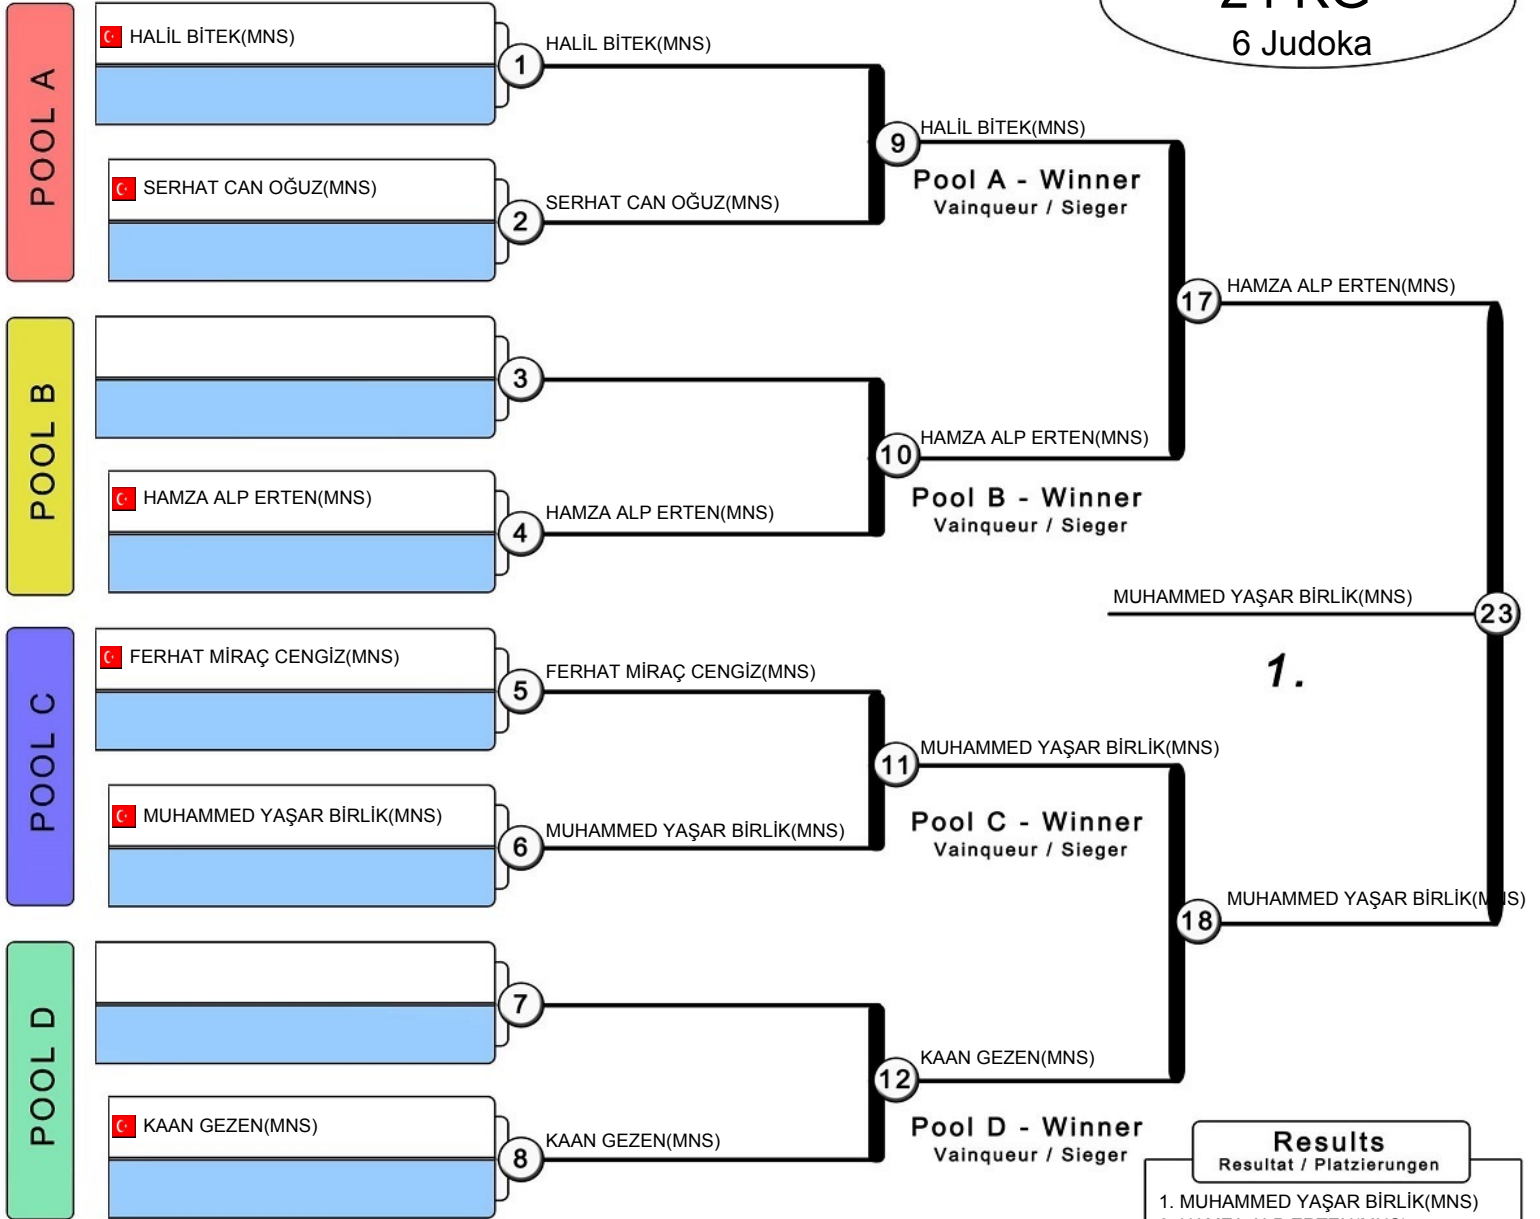 6 Judoka
POOL A
HALİL BİTEK(MNS)
1
HALİL BİTEK(MNS)
SERHAT CAN OĞUZ(MNS)
2
SERHAT CAN OĞUZ(MNS)
9
HALİL BİTEK(MNS)
Pool A - Winner
Vainqueur / Sieger
17
HAMZA ALP ERTEN(MNS)
POOL B
3
HAMZA ALP ERTEN(MNS)
4
HAMZA ALP ERTEN(MNS)
10
HAMZA ALP ERTEN(MNS)
Pool B - Winner
Vainqueur / Sieger
MUHAMMED YAŞAR BİRLİK(MNS)
23
1.
POOL C
FERHAT MİRAÇ CENGİZ(MNS)
5
FERHAT MİRAÇ CENGİZ(MNS)
MUHAMMED YAŞAR BİRLİK(MNS)
6
MUHAMMED YAŞAR BİRLİK(MNS)
11
MUHAMMED YAŞAR BİRLİK(MNS)
Pool C - Winner
Vainqueur / Sieger
18
MUHAMMED YAŞAR BİRLİK(MNS)
POOL D
7
KAAN GEZEN(MNS)
8
KAAN GEZEN(MNS)
12
KAAN GEZEN(MNS)
Pool D - Winner
Vainqueur / Sieger
Results
Resultat / Platzierungen
1. MUHAMMED YAŞAR BİRLİK(MNS)